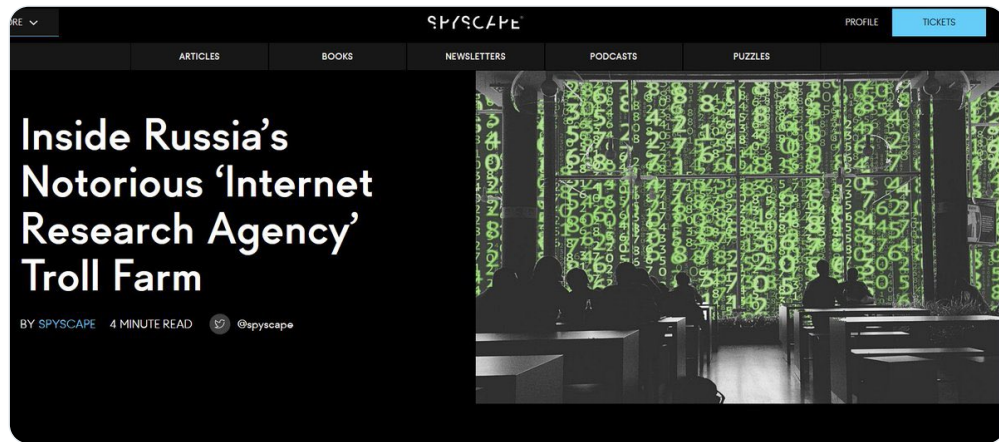 SPYSCAPE
PROFILE
TICKETS
ARTICLES
BOOKS
NEWSLETTERS
PODCASTS
PUZZLES
Inside Russia’s
Notorious ‘Internet
Research Agency’
Troll Farm
BY SPYSCAPE 4 MINUTE READ @spyscape